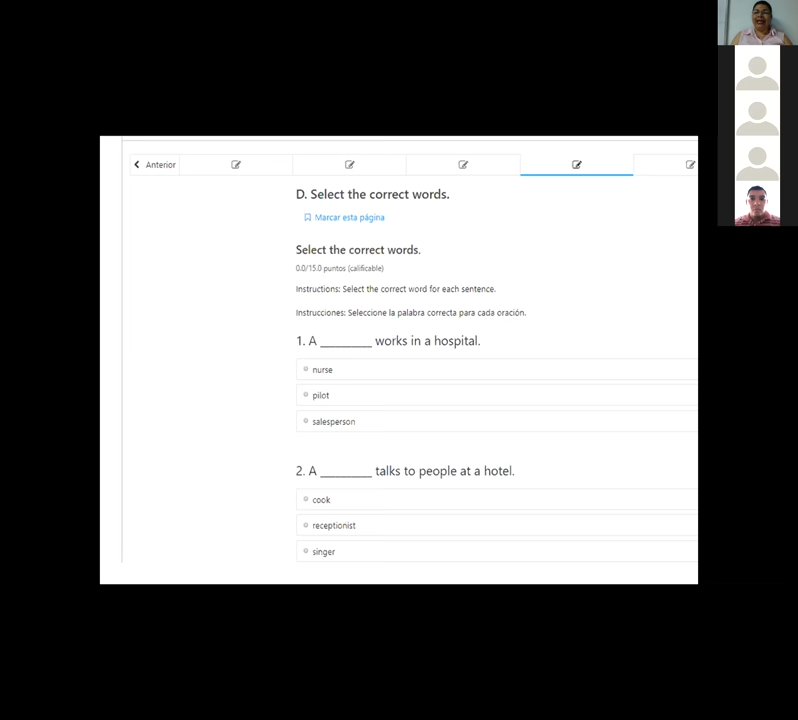 Anterior
D. Select the correct words.
Marcar esta página
Select the correct words.
0.0/15.0 puntos (calificable)
Instructions: Select the correct word for each sentence.
Instrucciones: Seleccione la palabra correcta para cada oración.
1. A ________ works in a hospital.
nurse
pilot
salesperson
2. A ________ talks to people at a hotel.
cook
receptionist
singer